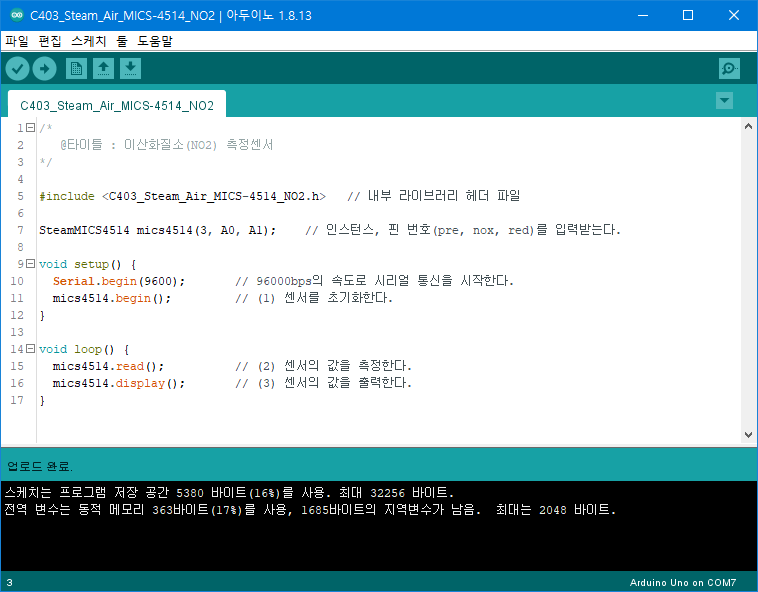 C403_Steam_Air_MICS-4514_NO2 | 아두이노 1.8.13
파일 편집 스케치 툴 도움말
C403_Steam_Air_MICS-4514_NO2
1 /*
2 @타이틀 : 이산화질소(NO2) 측정센서
3 */
4
5 #include <C403_Steam_Air_MICS-4514_NO2.h> // 내부 라이브러리 헤더 파일
6
7 SteamMICS4514 mics4514(3, A0, A1); // 인스턴스, 핀 번호(pre, nox, red)를 입력받는다.
8
9 void setup() {
10 Serial.begin(9600); // 96000bps의 속도로 시리얼 통신을 시작한다.
11 mics4514.begin(); // (1) 센서를 초기화한다.
12 }
13
14 void loop() {
15 mics4514.read(); // (2) 센서의 값을 측정한다.
16 mics4514.display(); // (3) 센서의 값을 출력한다.
17 }
업로드 완료.
스케치는 프로그램 저장 공간 5380 바이트(16%)를 사용. 최대 32256 바이트.
전역 변수는 동적 메모리 363바이트(17%)를 사용, 1685바이트의 지역변수가 남음. 최대는 2048 바이트.
3 Arduino Uno on COM7